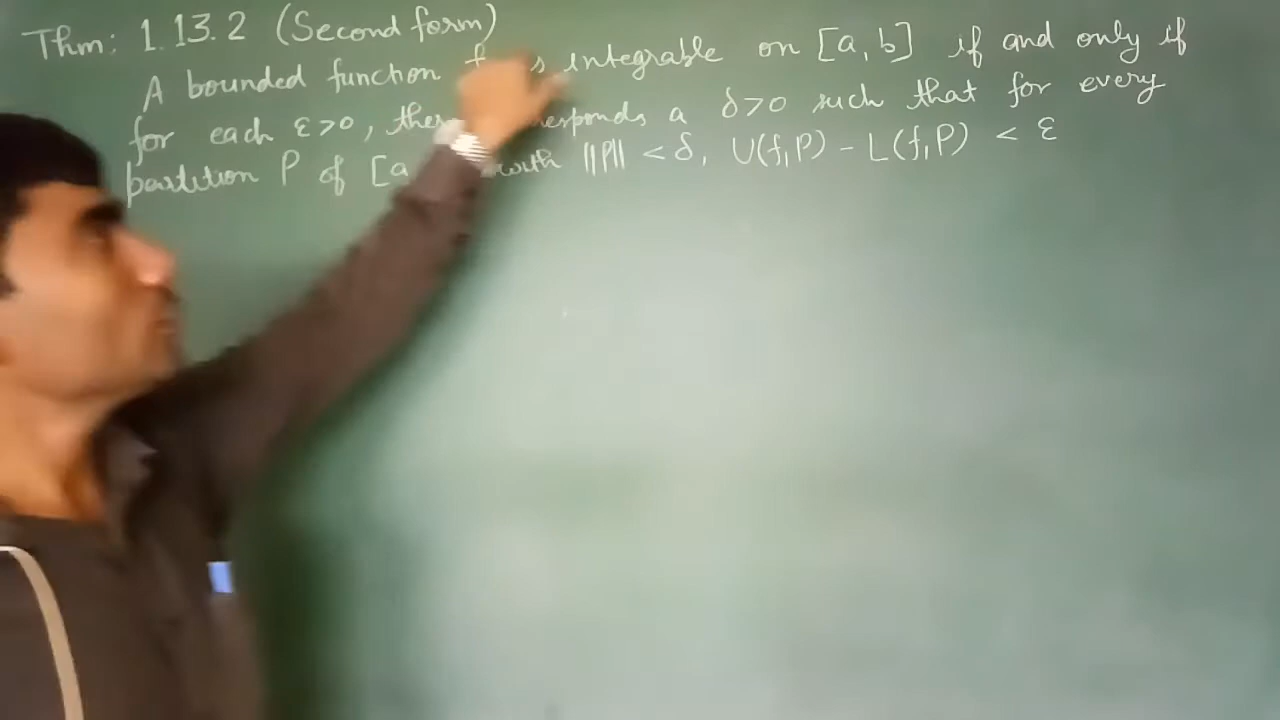 Thm: 1.13.2 (Second form)
A bounded function f is integrable on [a, b] if and only if
for each ε>0, there corresponds a δ>0 such that for every
partition P of [a with ||P|| < δ, U(f,P) - L(f,P) < ε